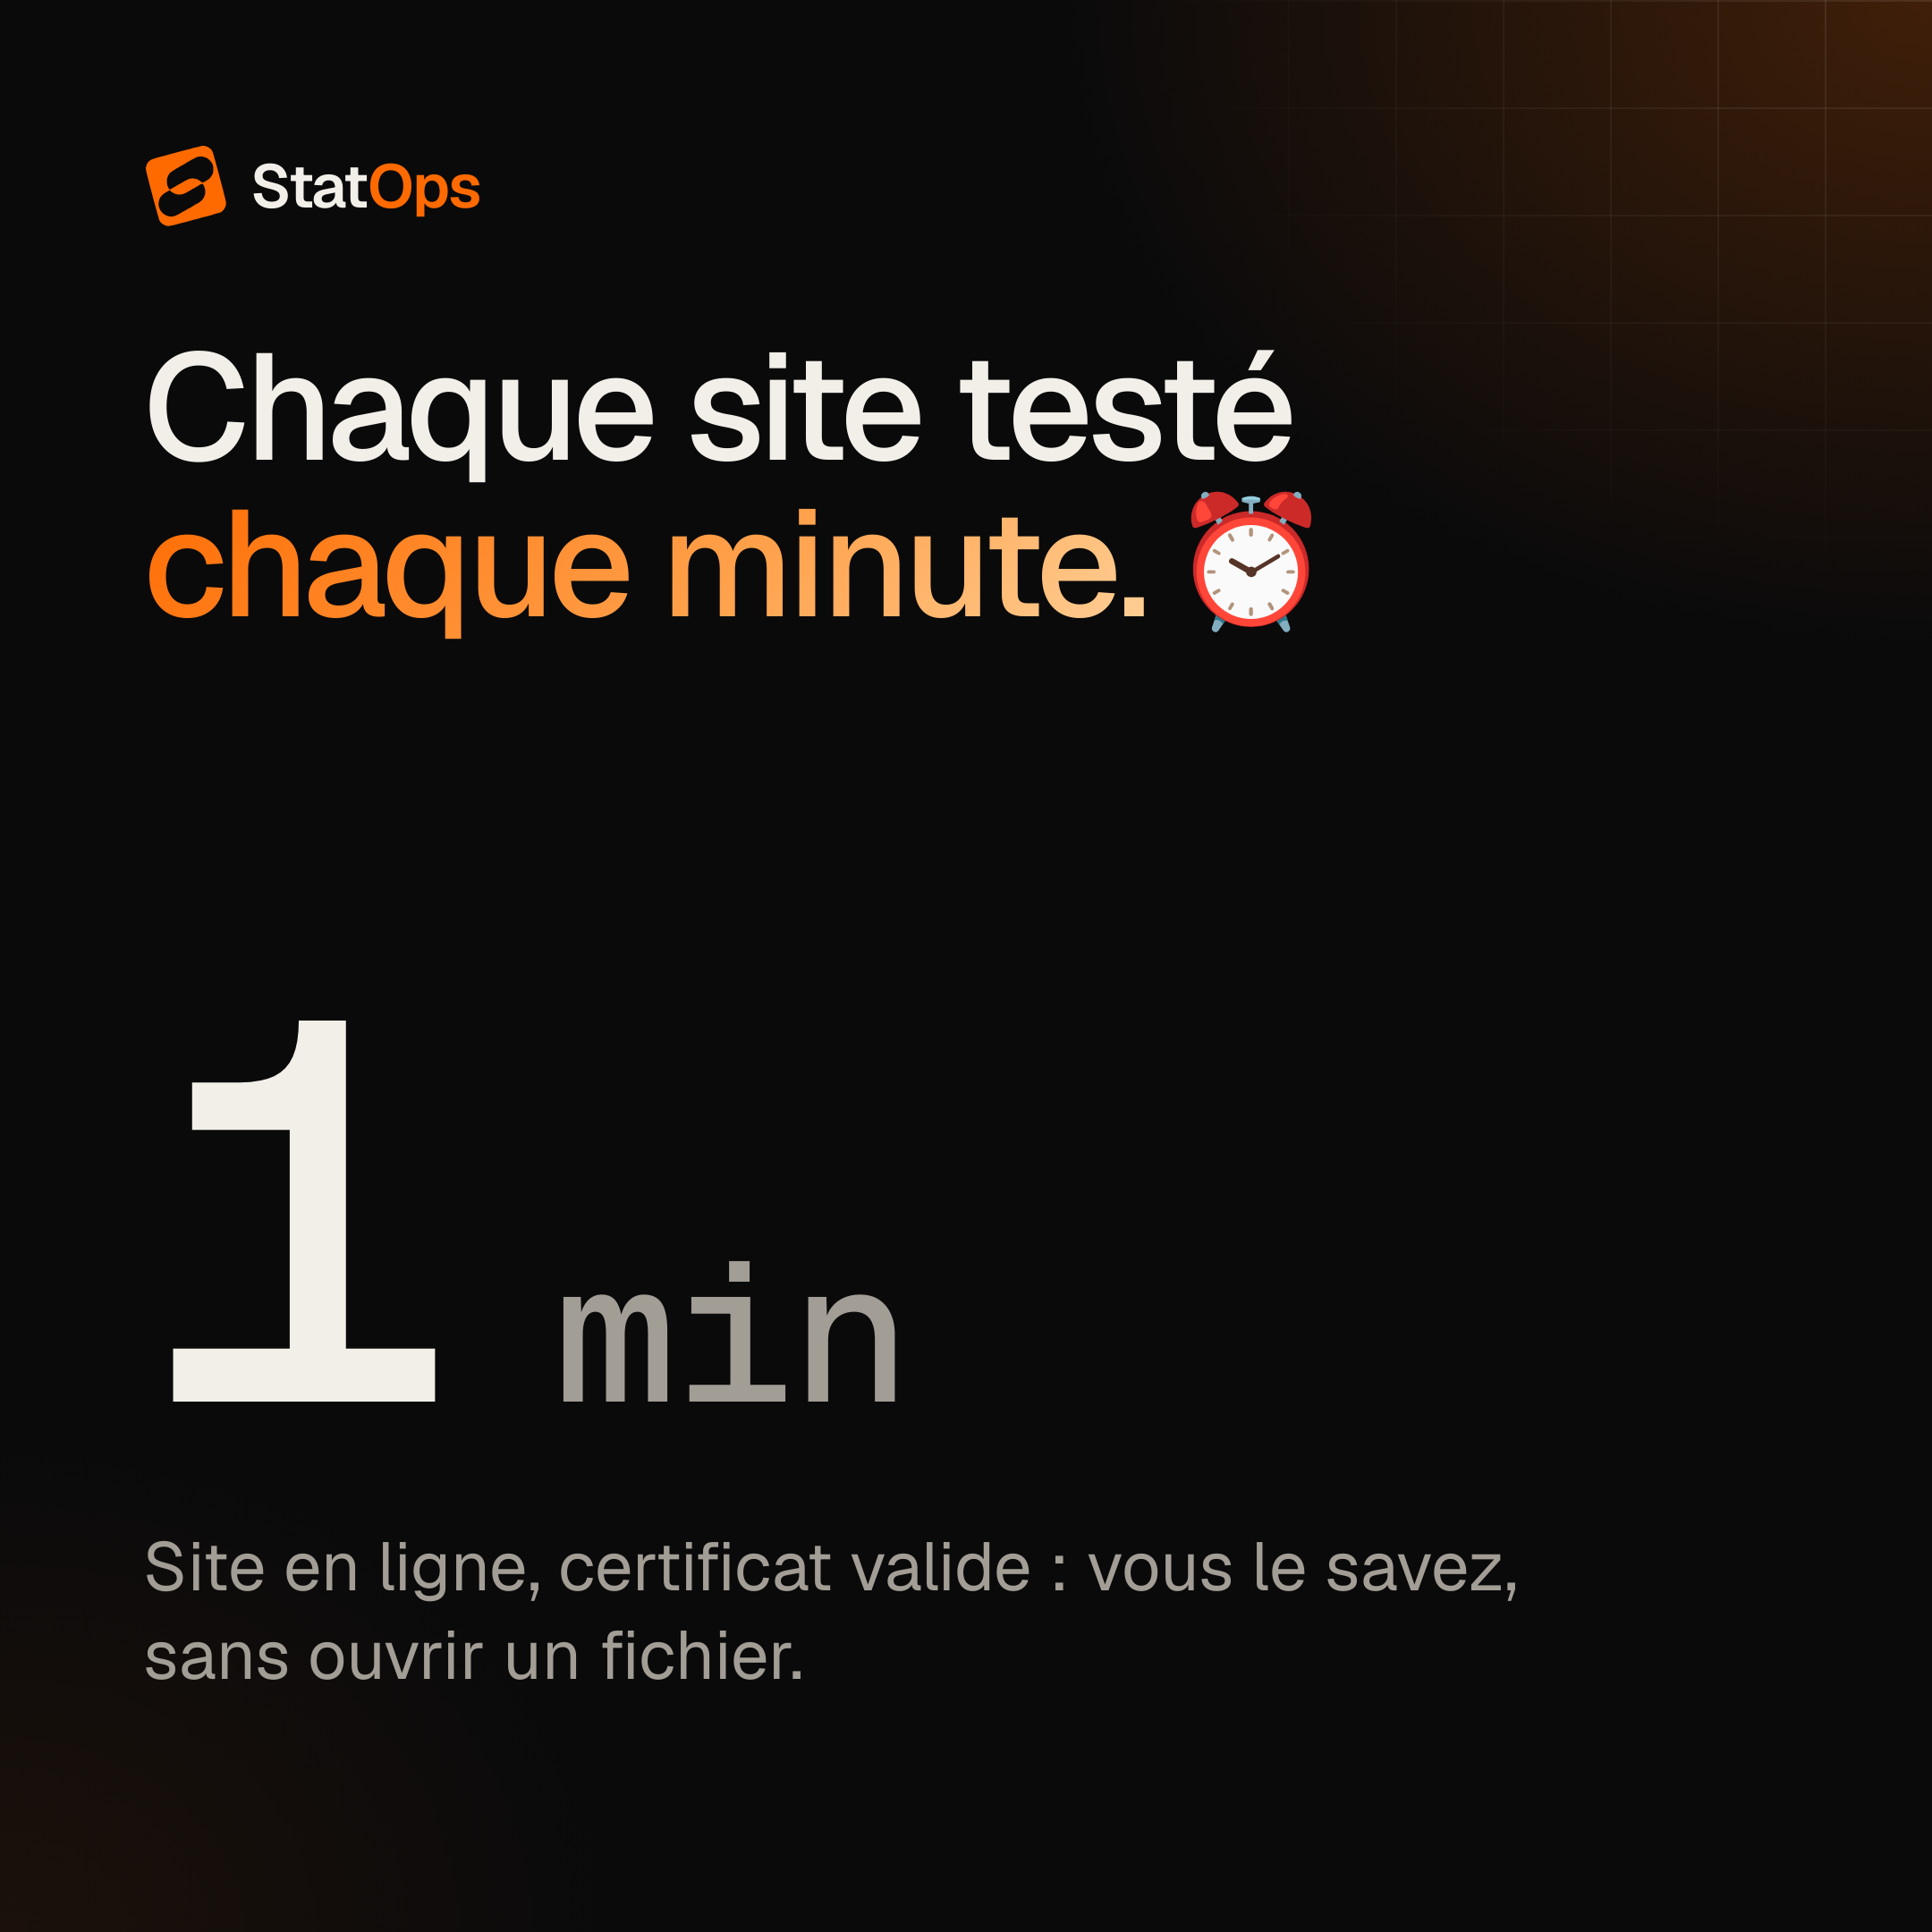 StatOps
Chaque site testé
chaque minute. ⏰
1 min
Site en ligne, certificat valide : vous le savez,
sans ouvrir un fichier.